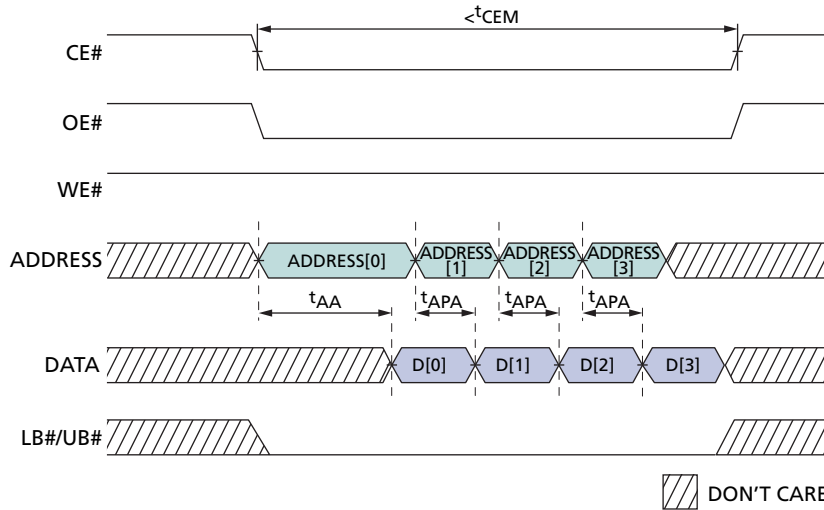 <tCEM
CE#
OE#
WE#
ADDRESS
ADDRESS[0]
ADDRESS
[1]
ADDRESS
[2]
ADDRESS
[3]
tAA
tAPA
tAPA
tAPA
DATA
D[0]
D[1]
D[2]
D[3]
LB#/UB#
DON'T CARE